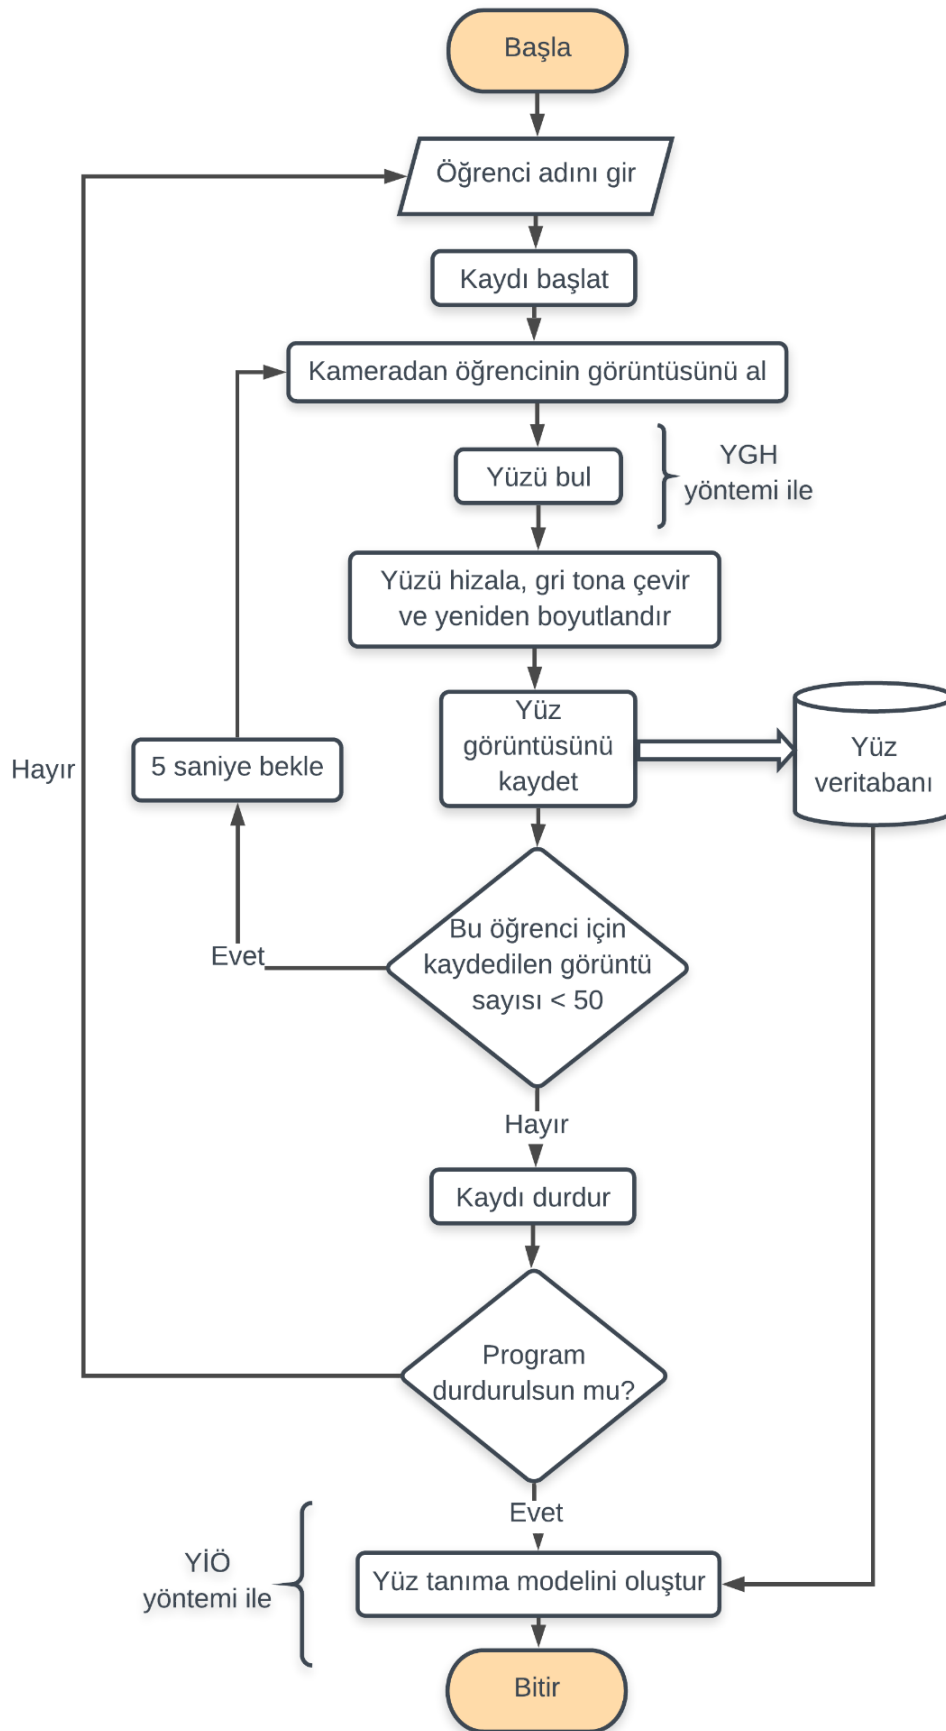 Başla
Öğrenci adını gir
Kaydı başlat
Kameradan öğrencinin görüntüsünü al
Yüzü bul
YGH
yöntemi ile
Yüzü hizala, gri tona çevir
ve yeniden boyutlandır
Yüz
görüntüsünü
kaydet
Yüz
veritabanı
5 saniye bekle
Hayır
Bu öğrenci için
kaydedilen görüntü
sayısı < 50
Evet
Hayır
Kaydı durdur
Program
durdurulsun mu?
Evet
YİÖ
yöntemi ile
Yüz tanıma modelini oluştur
Bitir